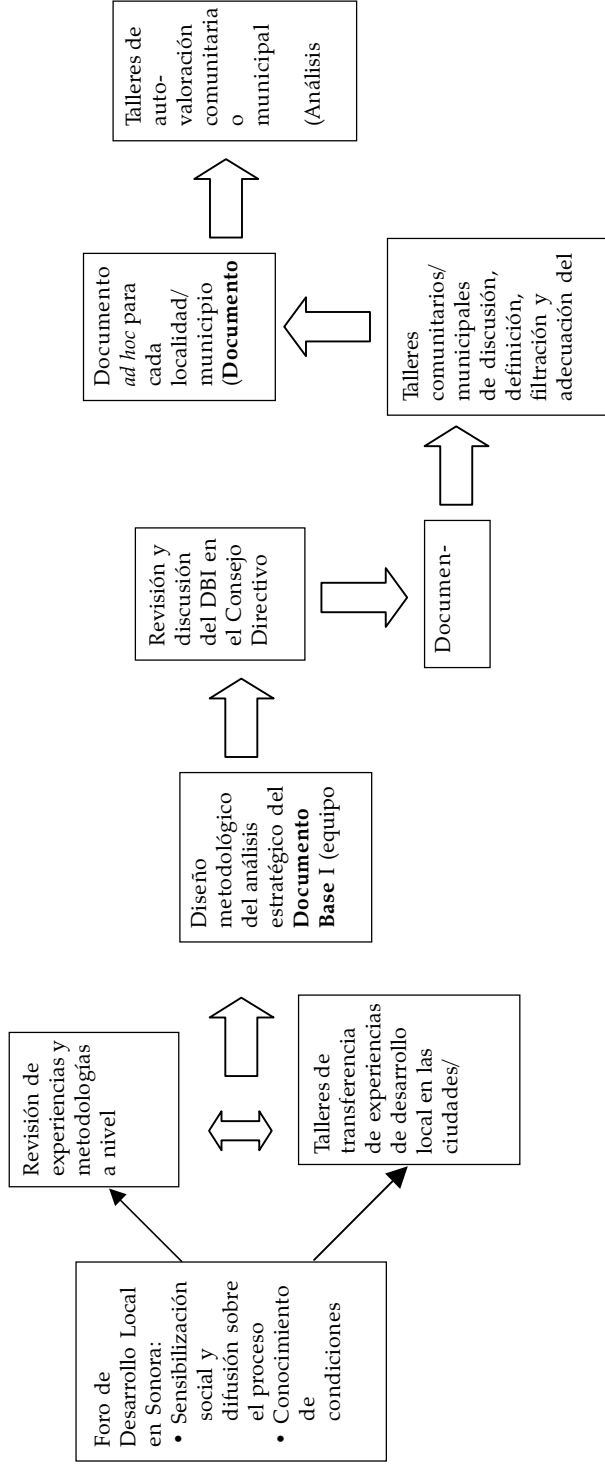 Foro de
Desarrollo Local
en Sonora:
• Sensibilización
social y
difusión sobre
el proceso
• Conocimiento
de
condiciones
Revisión de
experiencias y
metodologías
a nivel
Talleres de
transferencia
de experiencias
de desarrollo
local en las
ciudades/
Diseño
metodológico
del análisis
estratégico del
Documento
Base I (equipo
Revisión y
discusión
del DBI en
el Consejo
Directivo
Documen-
Talleres
comunitarios/
municipales
de discusión,
definición,
filtración y
adecuación del
Documento
ad hoc para
cada
localidad/
municipio
(Documento
Talleres de
auto-
valoración
comunitaria
o
municipal
(Análisis